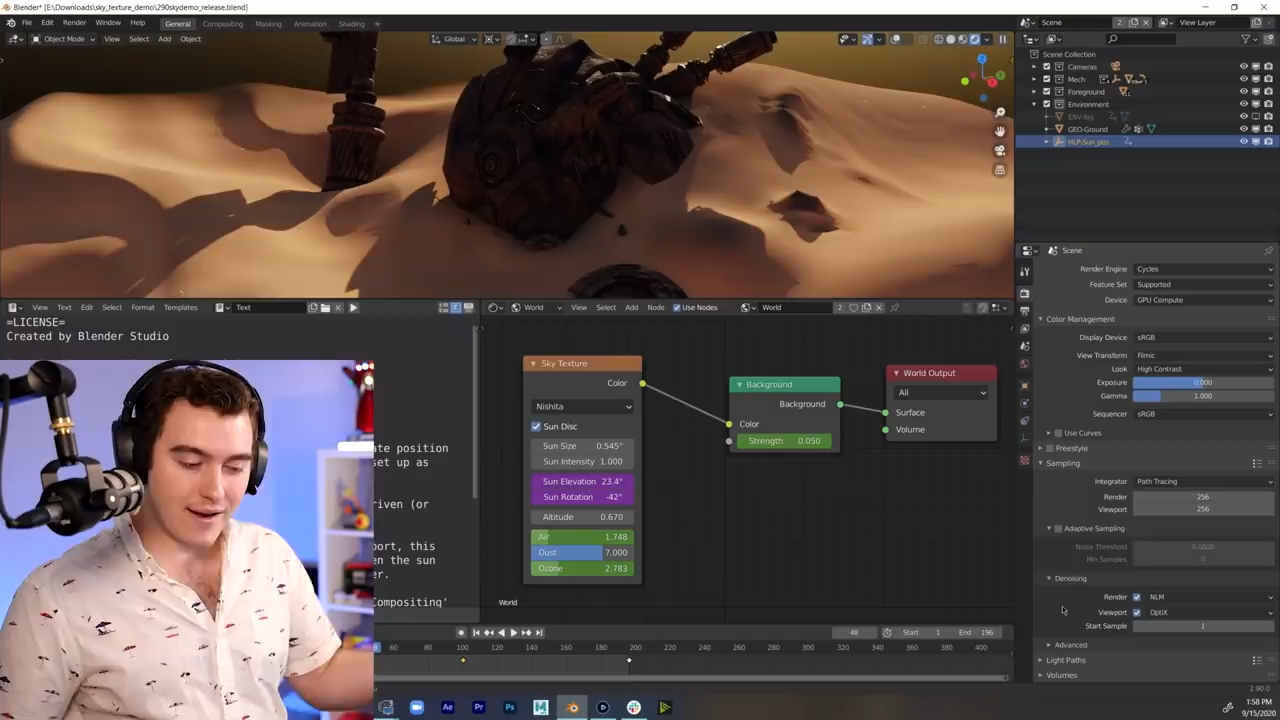 Blender* [E:\Downloads\sky_texture_demo\290skydemo_release.blend]
File Edit Render Window Help General Compositing Masking Animation Shading
Scene 2 View Layer
Object Mode View Select Add Object Global
Scene Collection
Cameras
Mech
Foreground
Environment
ENV-fog
GEO-Ground
HLP-Sun_pos
Scene
Render Engine Cycles
Feature Set Supported
Device GPU Compute
Color Management
Display Device sRGB
View Transform Filmic
Look High Contrast
Exposure 0.000
Gamma 1.000
Sequencer sRGB
Use Curves
Freestyle
Sampling
Integrator Path Tracing
Render 256
Viewport 256
Adaptive Sampling
Noise Threshold 0.0000
Min Samples 0
Denoising
Render NLM
Viewport OptiX
Start Sample 1
Advanced
Light Paths
Volumes
View Text Edit Select Format Templates Text
=LICENSE=
Created by Blender Studio
ate position
set up as
riven (or
port, this
en the sun
er.
Compositing'
World View Select Add Node Use Nodes World 2
Sky Texture
Color
Nishita
Sun Disc
Sun Size 0.545°
Sun Intensity 1.000
Sun Elevation 23.4°
Sun Rotation -42°
Altitude 0.670
Air 1.748
Dust 7.000
Ozone 2.783
Background
Background
Color
Strength 0.050
World Output
All
Surface
Volume
World
48 Start 1 End 196
48 60 80 100 120 140 160 180 200 220 240 260 280 300 320 340
2.90.0
Ae Pr Ps
1:58 PM
9/15/2020